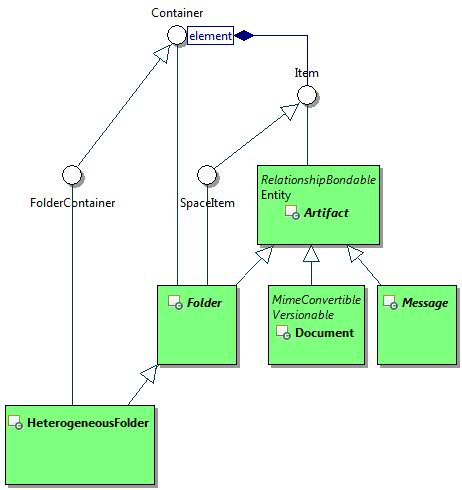 Container
element
Item
FolderContainer
SpaceItem
RelationshipBondable
Entity
Artifact
Folder
MimeConvertible
Versionable
Document
Message
HeterogeneousFolder